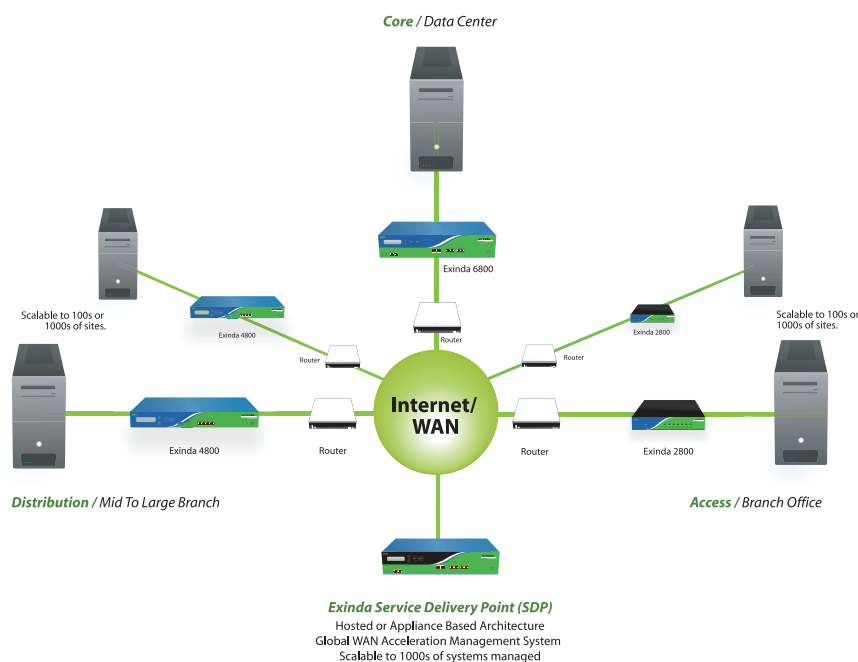 Core / Data Center
Exinda 6800
Router
Scalable to 100s or
1000s of sites.
Exinda 4800
Router
Exinda 2800
Router
Scalable to 100s or
1000s of sites.
Internet/
WAN
Exinda 4800
Router
Router
Exinda 2800
Distribution / Mid To Large Branch
Access / Branch Office
Exinda Service Delivery Point (SDP)
Hosted or Appliance Based Architecture
Global WAN Acceleration Management System
Scalable to 1000s of systems managed